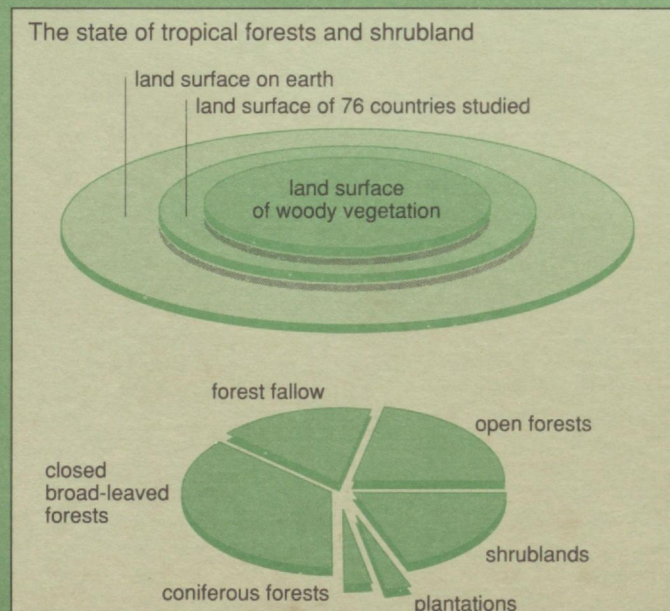 The state of tropical forests and shrubland
land surface on earth
land surface of 76 countries studied
land surface
of woody vegetation
forest fallow
open forests
closed
broad-leaved
forests
shrublands
coniferous forests
plantations